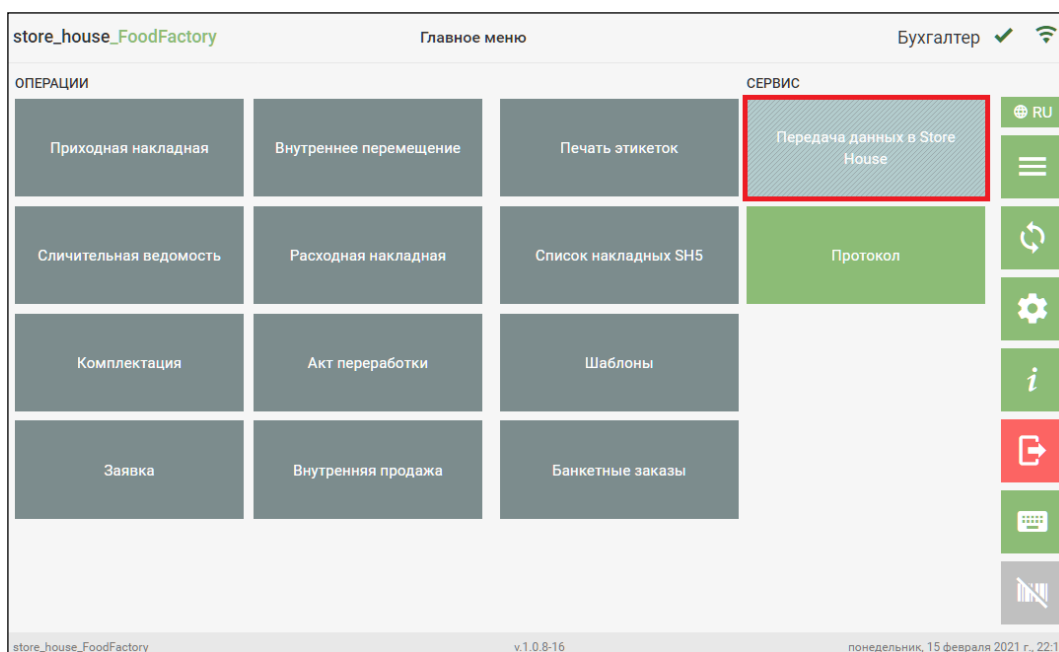 store_house_FoodFactory
Главное меню
Бухгалтер
ОПЕРАЦИИ
СЕРВИС
Приходная накладная
Внутреннее перемещение
Печать этикеток
Передача данных в Store
House
RU
Сличительная ведомость
Расходная накладная
Список накладных SH5
Протокол
Комплектация
Акт переработки
Шаблоны
i
Заявка
Внутренняя продажа
Банкетные заказы
store_house_FoodFactory
v.1.0.8-16
понедельник, 15 февраля 2021 г., 22:1